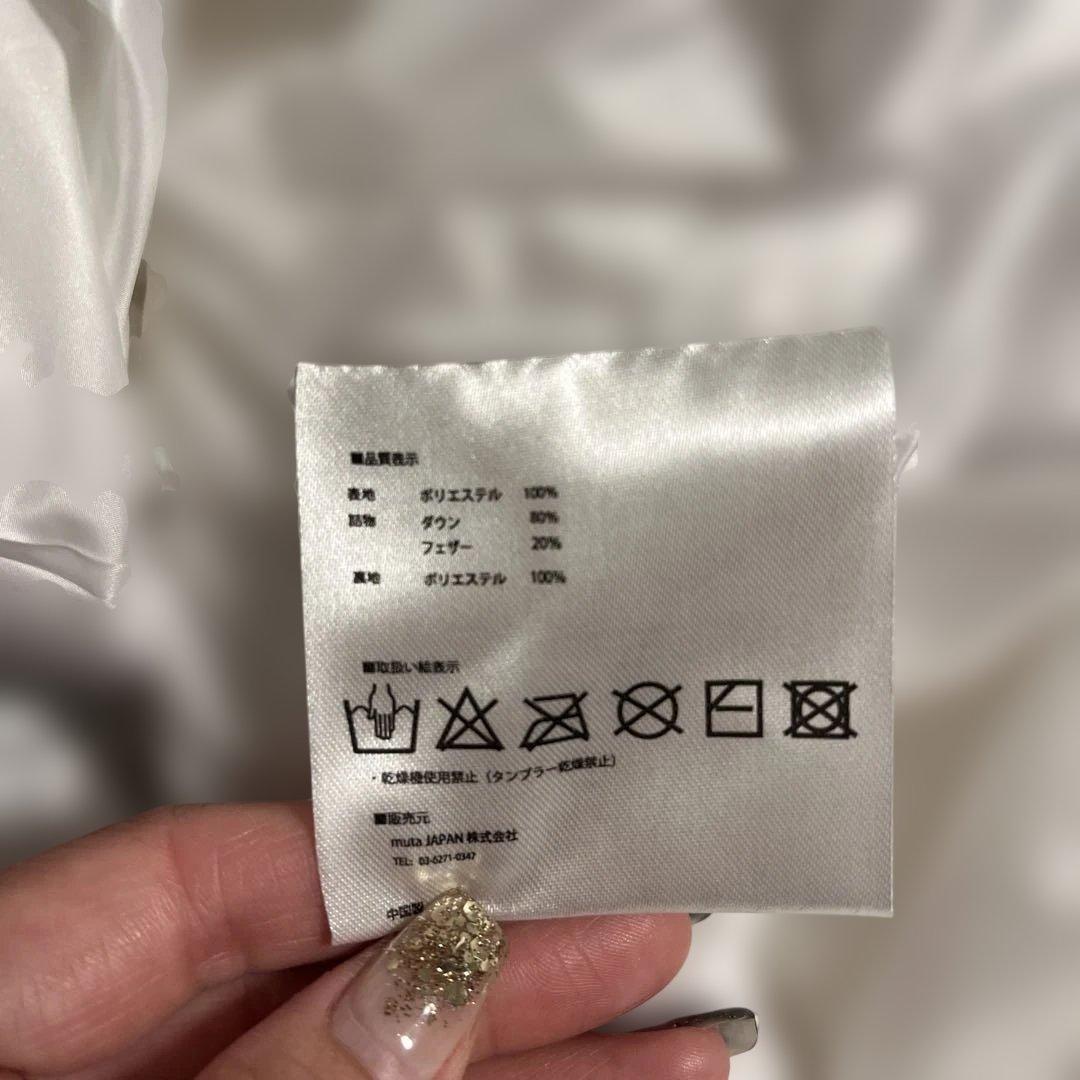 ■品質表示
表地 ポリエステル 100%
詰物 ダウン 80%
フェザー 20%
裏地 ポリエステル 100%
■取扱い絵表示
・乾燥機使用禁止（タンブラー乾燥禁止）
■販売元
muta JAPAN 株式会社
TEL: 03-6271-0347
中国製